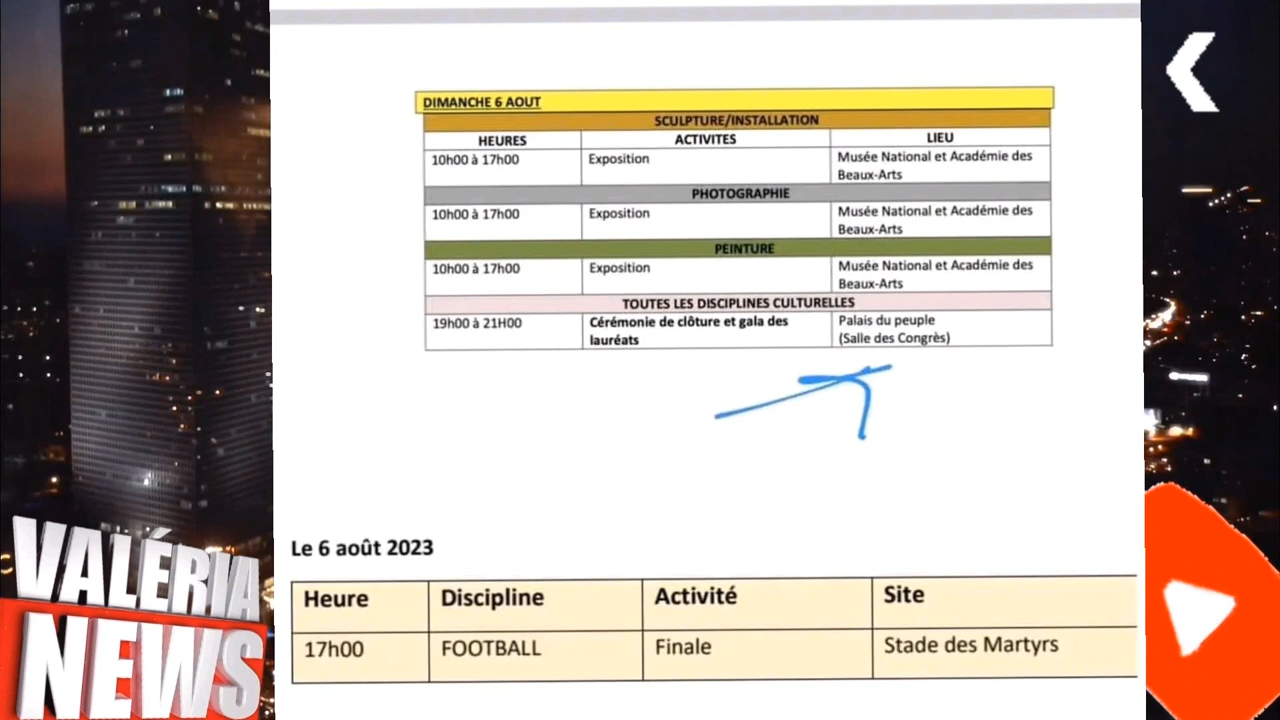 DIMANCHE 6 AOUT
SCULPTURE/INSTALLATION
HEURES ACTIVITES LIEU
10h00 à 17h00 Exposition Musée National et Académie des
Beaux-Arts
PHOTOGRAPHIE
10h00 à 17h00 Exposition Musée National et Académie des
Beaux-Arts
PEINTURE
10h00 à 17h00 Exposition Musée National et Académie des
Beaux-Arts
TOUTES LES DISCIPLINES CULTURELLES
19h00 à 21H00 Cérémonie de clôture et gala des Palais du peuple
lauréats (Salle des Congrès)
Le 6 août 2023
Heure Discipline Activité Site
17h00 FOOTBALL Finale Stade des Martyrs
VALÉRIA
NEWS